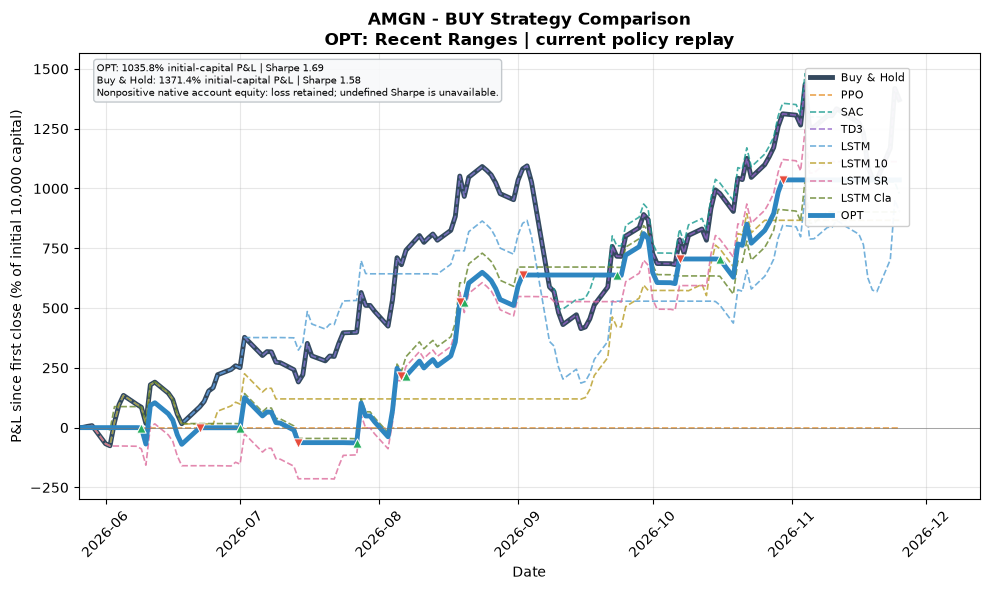 AMGN - BUY Strategy Comparison
OPT: Recent Ranges | current policy replay
OPT: 1035.8% initial-capital P&L | Sharpe 1.69
Buy & Hold: 1371.4% initial-capital P&L | Sharpe 1.58
Nonpositive native account equity: loss retained; undefined Sharpe is unavailable.
Buy & Hold
PPO
SAC
TD3
LSTM
LSTM 10
LSTM SR
LSTM Cla
OPT
P&L since first close (% of initial 10,000 capital)
1500
1250
1000
750
500
250
0
−250
2026-06
2026-07
2026-08
2026-09
2026-10
2026-11
2026-12
Date